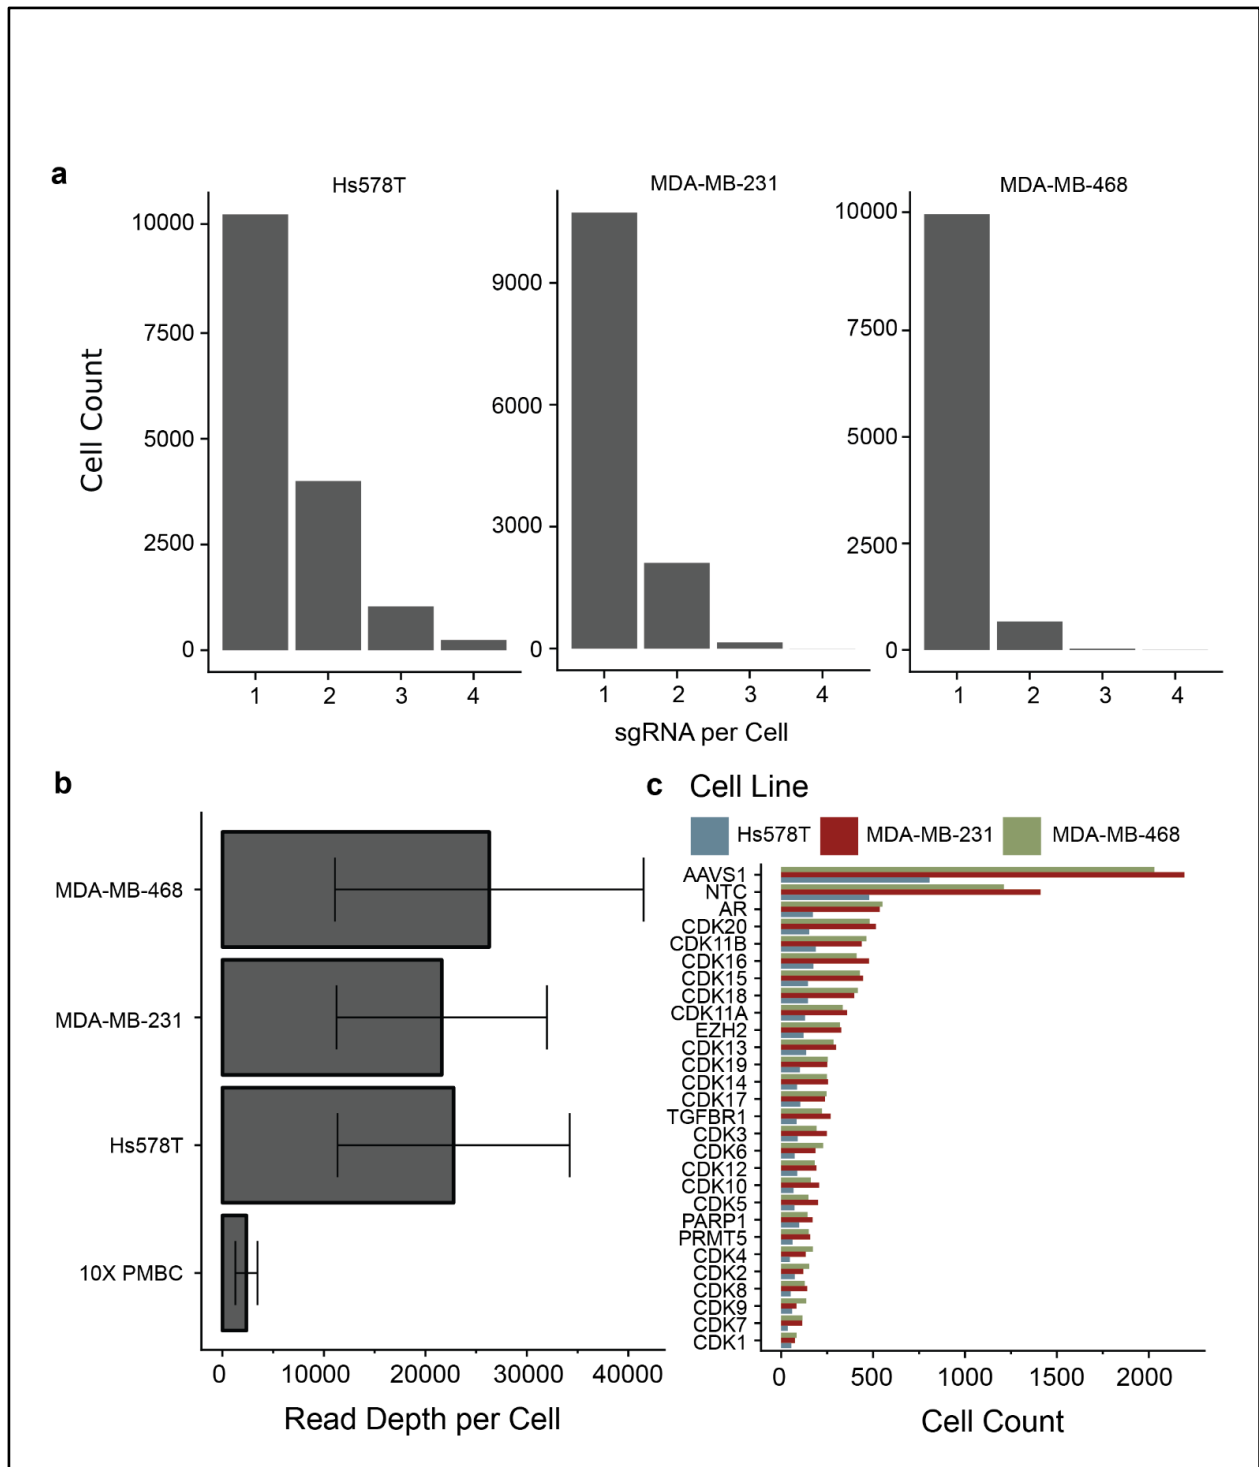 a
Hs578T
MDA-MB-231
MDA-MB-468
Cell Count
10000
7500
5000
2500
0
1 2 3 4
9000
6000
3000
0
1 2 3 4
10000
7500
5000
2500
0
1 2 3 4
sgRNA per Cell
b
MDA-MB-468
MDA-MB-231
Hs578T
10X PMBC
0 10000 20000 30000 40000
Read Depth per Cell
c Cell Line
Hs578T MDA-MB-231 MDA-MB-468
AAVS1
NTC
AR
CDK20
CDK11B
CDK16
CDK15
CDK18
CDK11A
EZH2
CDK13
CDK19
CDK14
CDK17
TGFBR1
CDK3
CDK6
CDK12
CDK10
CDK5
PARP1
PRMT5
CDK4
CDK2
CDK8
CDK9
CDK7
CDK1
0 500 1000 1500 2000
Cell Count